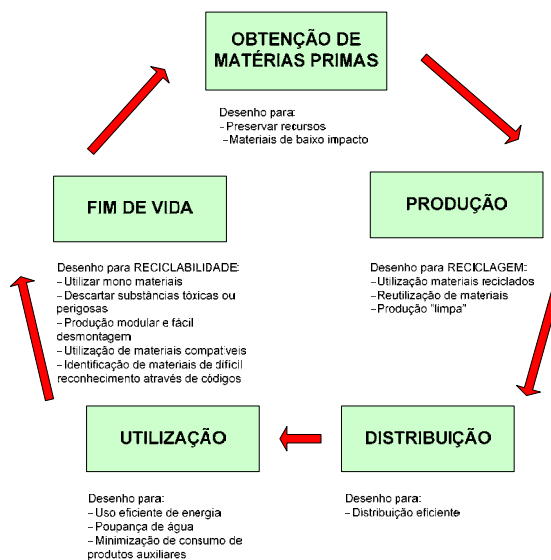 OBTENÇÃO DE
MATÉRIAS PRIMAS
Desenho para:
– Preservar recursos
– Materiais de baixo impacto
PRODUÇÃO
Desenho para RECICLAGEM:
– Utilização materiais reciclados
– Reutilização de materiais
– Produção "limpa"
DISTRIBUIÇÃO
Desenho para:
– Distribuição eficiente
UTILIZAÇÃO
Desenho para:
– Uso eficiente de energia
– Poupança de água
– Minimização de consumo de
produtos auxiliares
FIM DE VIDA
Desenho para RECICLABILIDADE:
– Utilizar mono materiais
– Descartar substâncias tóxicas ou
perigosas
– Produção modular e fácil
desmontagem
– Utilização de materiais compatíveis
– Identificação de materiais de difícil
reconhecimento através de códigos